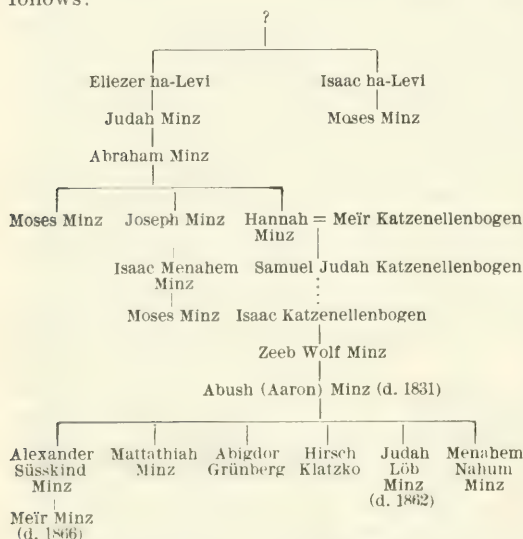 follows:
?
Eliezer ha-Levi Isaac ha-Levi
Judah Minz Moses Minz
Abraham Minz
Moses Minz Joseph Minz Hannah = Meïr Katzenellenbogen
Minz
Isaac Menahem Samuel Judah Katzenellenbogen
Minz
Moses Minz Isaac Katzenellenbogen
Zeeb Wolf Minz
Abush (Aaron) Minz (d. 1831)
Alexander Mattathiah Abigdor Hirsch Judah Menahem
Süsskind Minz Grünberg Klatzko Löb Nahum
Minz Minz Minz
(d. 1862)
Meïr Minz
(d. 1866)